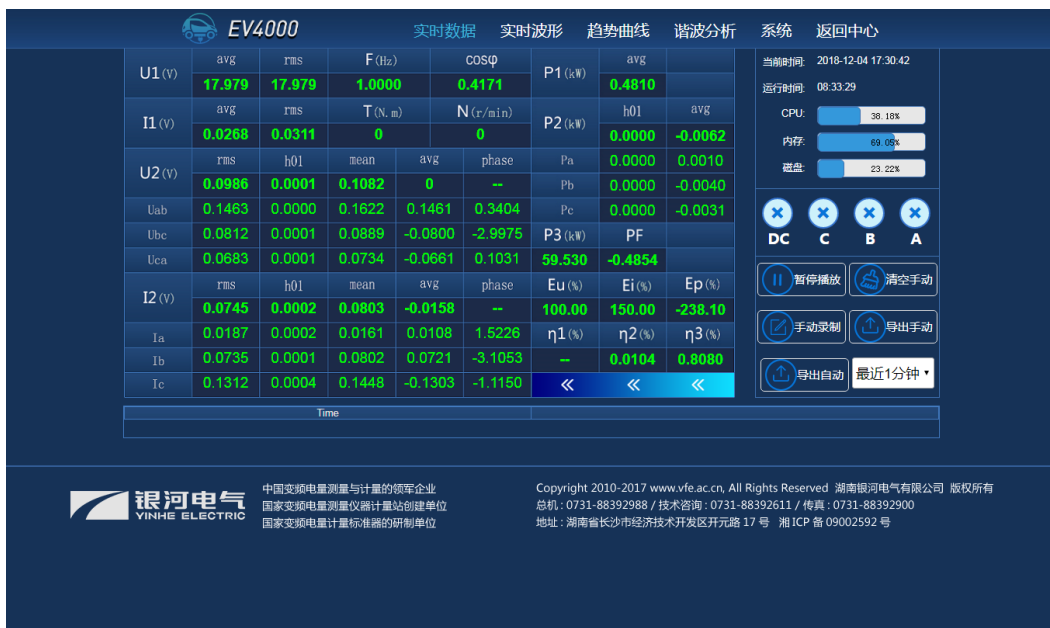 EV4000 实时数据 实时波形 趋势曲线 谐波分析 系统 返回中心
U1(V) avg rms F(Hz) cosφ P1(kW) avg
17.979 17.979 1.0000 0.4171 0.4810
I1(V) avg rms T(N.m) N(r/min) P2(kW) h01 avg
0.0268 0.0311 0 0 0.0000 -0.0062
U2(V) rms h01 mean avg phase Pa 0.0000 0.0010
0.0986 0.0001 0.1082 0 -- Pb 0.0000 -0.0040
Uab 0.1463 0.0000 0.1622 0.1461 0.3404 Pc 0.0000 -0.0031
Ubc 0.0812 0.0001 0.0889 -0.0800 -2.9975 P3(kW) PF
Uca 0.0683 0.0001 0.0734 -0.0661 0.1031 59.530 -0.4854
I2(V) rms h01 mean avg phase Eu(%) Ei(%) Ep(%)
0.0745 0.0002 0.0803 -0.0158 -- 100.00 150.00 -238.10
Ia 0.0187 0.0002 0.0161 0.0108 1.5226 η1(%) η2(%) η3(%)
Ib 0.0735 0.0001 0.0802 0.0721 -3.1053 -- 0.0104 0.8080
Ic 0.1312 0.0004 0.1448 -0.1303 -1.1150 « « «
当前时间: 2018-12-04 17:30:42
运行时间: 08:33:29
CPU: 38.18%
内存: 69.05%
磁盘: 23.22%
DC C B A
暂停播放 清空手动
手动录制 导出手动
导出自动 最近1分钟
Time
银河电气
YINHE ELECTRIC
中国变频电量测量与计量的领军企业
国家变频电量测量仪器计量站创建单位
国家变频电量计量标准器的研制单位
Copyright 2010-2017 www.vfe.ac.cn, All Rights Reserved 湖南银河电气有限公司 版权所有
总机 : 0731-88392988 / 技术咨询 : 0731-88392611 / 传真 : 0731-88392900
地址 : 湖南省长沙市经济技术开发区开元路 17 号 湘 ICP 备 09002592 号